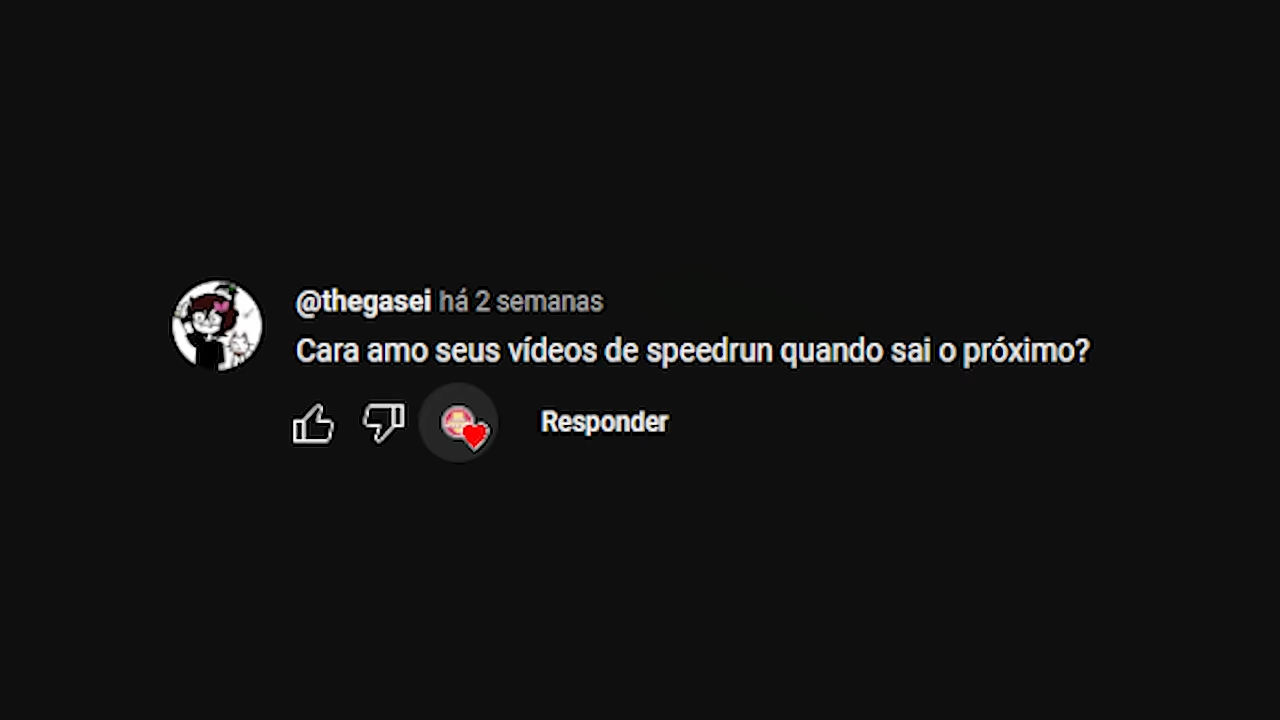 @thegasei há 2 semanas
Cara amo seus vídeos de speedrun quando sai o próximo?
Responder